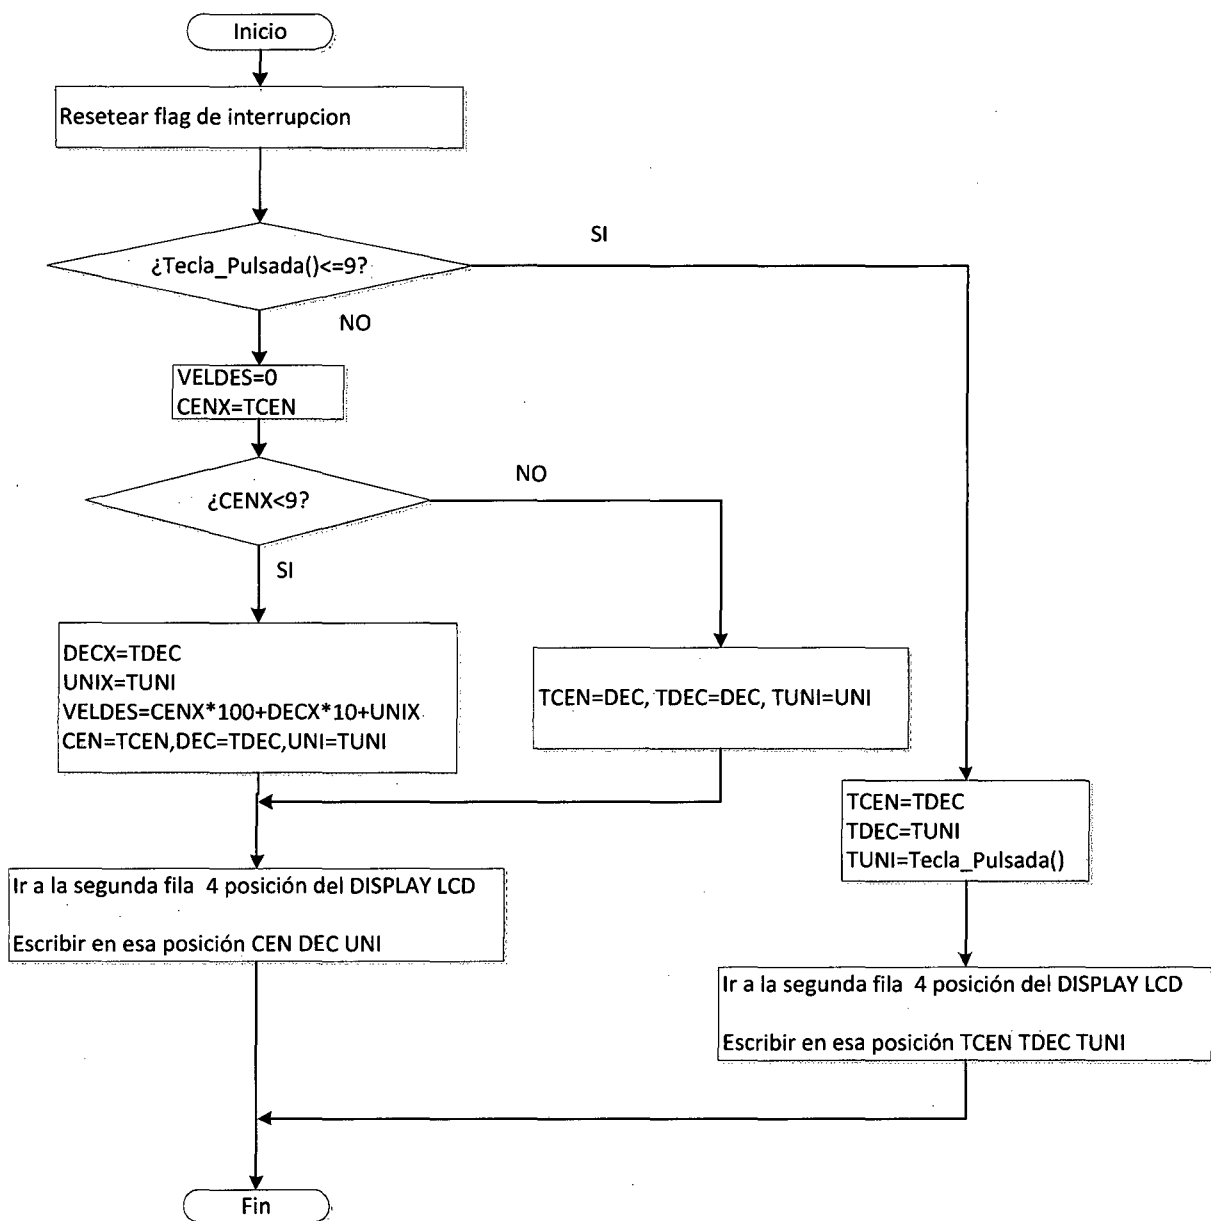 Inicio
Resetear flag de interrupcion
SI
¿Tecla_Pulsada()<=9?
NO
VELDES=0
CENX=TCEN
NO
¿CENX<9?
SI
DECX=TDEC
UNIX=TUNI
VELDES=CENX*100+DECX*10+UNIX
CEN=TCEN,DEC=TDEC,UNI=TUNI
TCEN=DEC, TDEC=DEC, TUNI=UNI
TCEN=TDEC
TDEC=TUNI
TUNI=Tecla_Pulsada()
Ir a la segunda fila 4 posición del DISPLAY LCD
Escribir en esa posición CEN DEC UNI
Ir a la segunda fila 4 posición del DISPLAY LCD
Escribir en esa posición TCEN TDEC TUNI
Fin